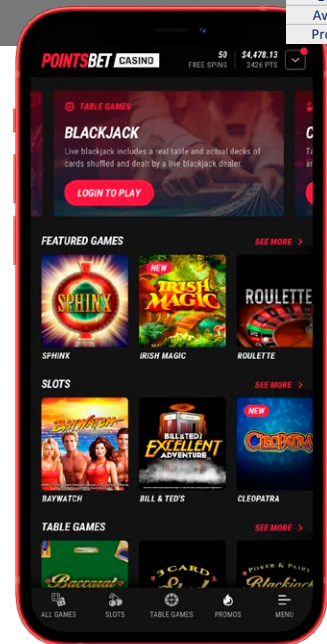 Av
Pro
POINTSBET CASINO
50
FREE SPINS
$4,478.13
2426 PTS
TABLE GAMES
BLACKJACK
Live blackjack includes a real table and actual decks of
cards shuffled and dealt by a live blackjack dealer.
LOGIN TO PLAY
C
Ta
an
FEATURED GAMES
SEE MORE >
SPHINX
NEW
IRISH
MAGIC
ROULETTE
SPHINX
IRISH MAGIC
ROULETTE
SLOTS
SEE MORE >
BAYWATCH
BILL & TED'S
EXCELLENT
ADVENTURE
NEW
CLEOPATRA
BAYWATCH
BILL & TED'S
CLEOPATRA
TABLE GAMES
SEE MORE >
Baccarat
3 CARD
POKER & PAIRS
Blackjack
ALL GAMES
SLOTS
TABLE GAMES
PROMOS
MENU